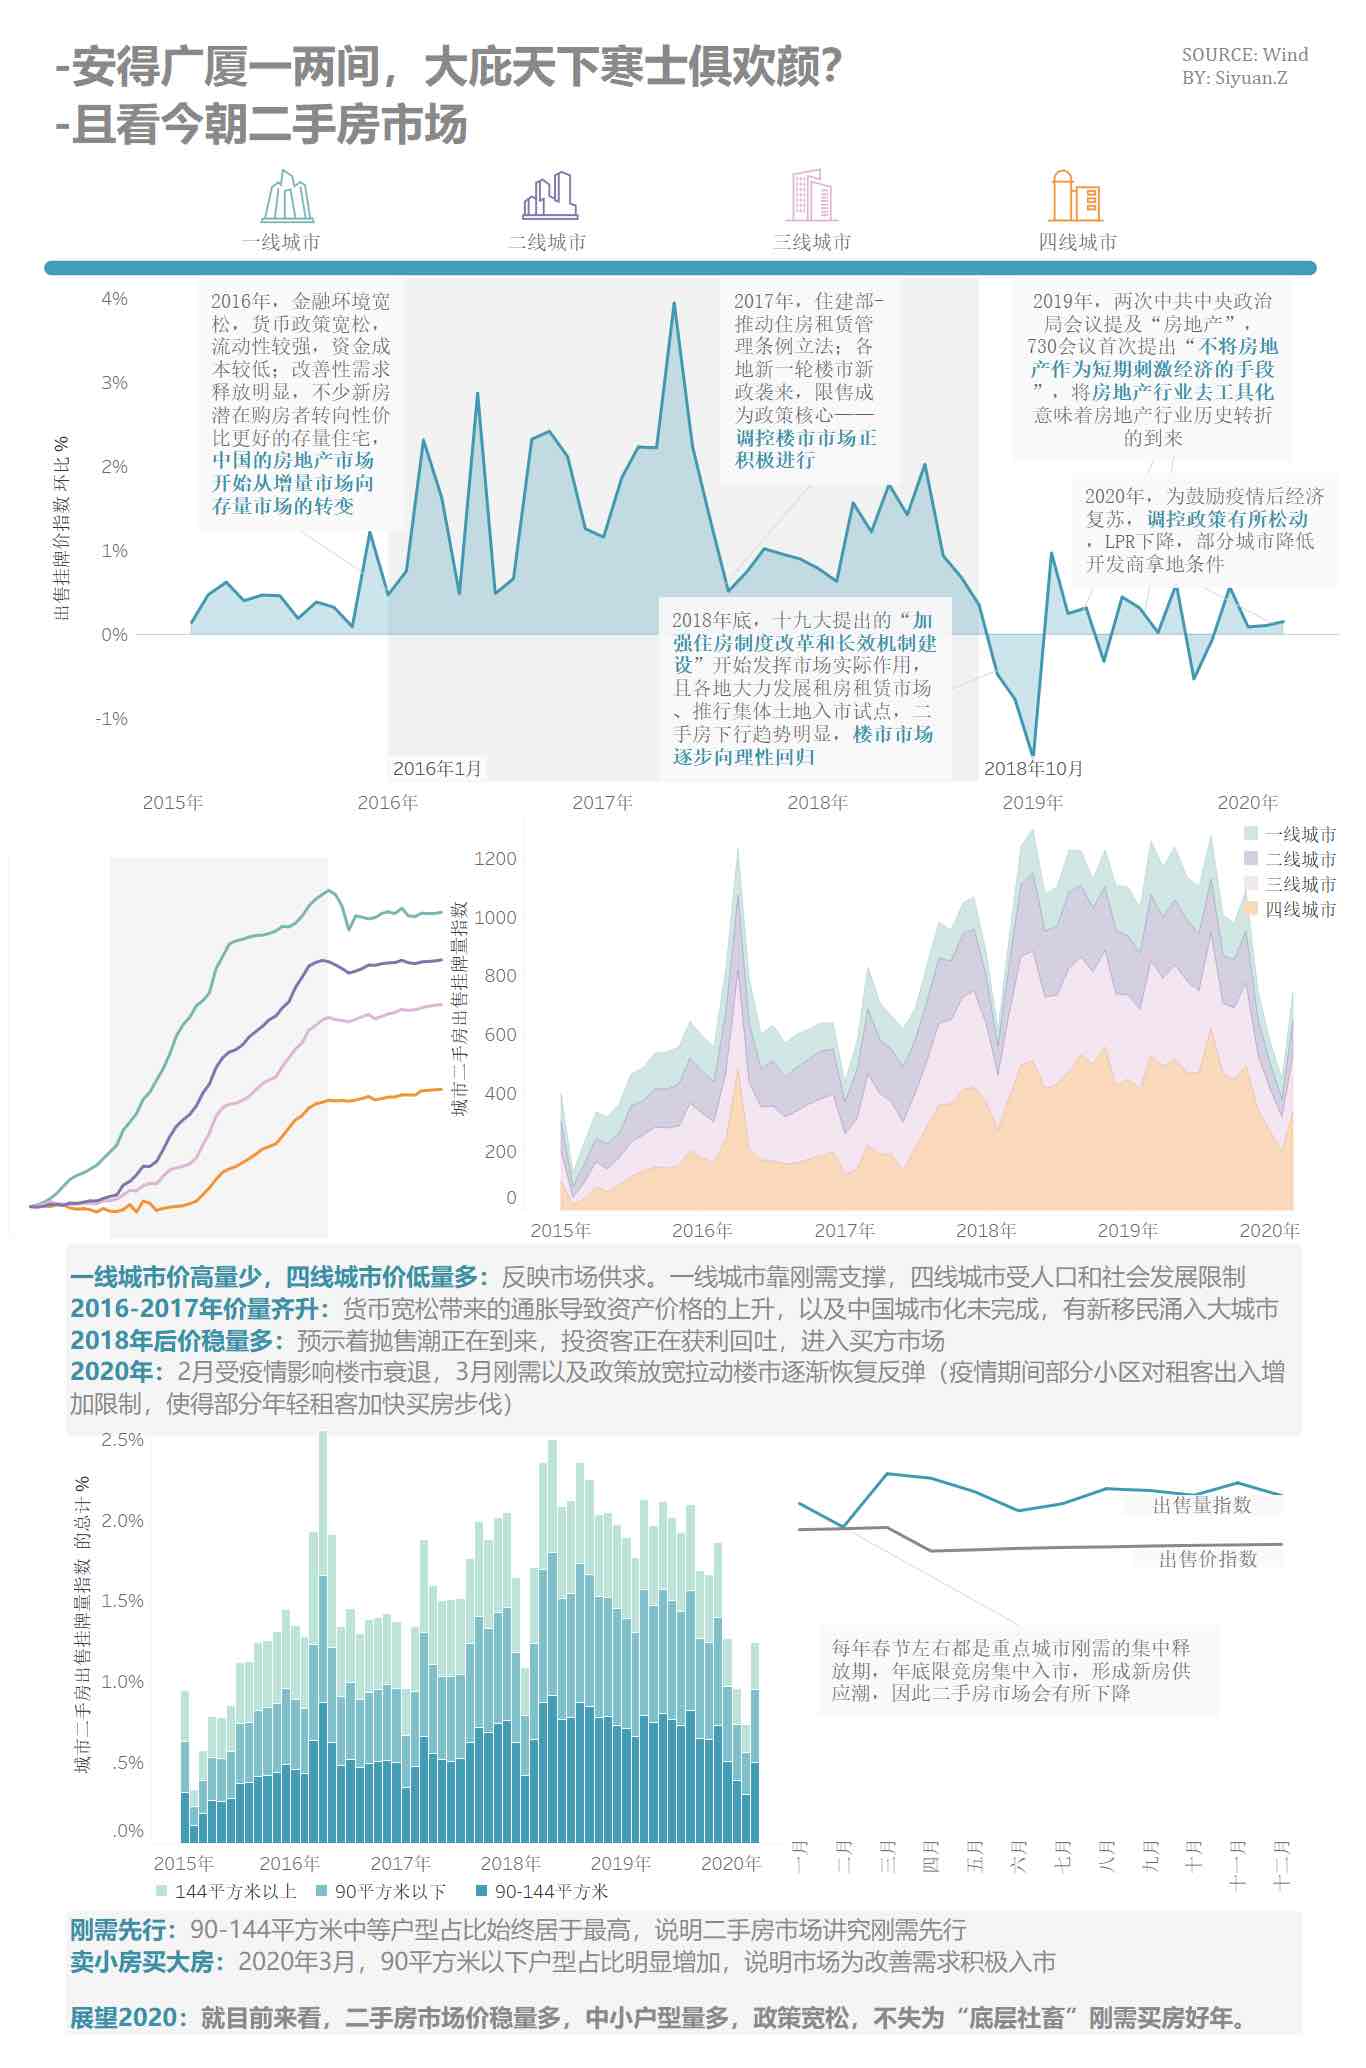 -安得广厦一两间，大庇天下寒士俱欢颜？
-且看今朝二手房市场
SOURCE: Wind
BY: Siyuan.Z
一线城市
二线城市
三线城市
四线城市
出售挂牌价指数 环比 %
4%
3%
2%
1%
0%
-1%
2016年，金融环境宽
松，货币政策宽松，
流动性较强，资金成
本较低；改善性需求
释放明显，不少新房
潜在购房者转向性价
比更好的存量住宅，
中国的房地产市场
开始从增量市场向
存量市场的转变
2017年，住建部-
推动住房租赁管
理条例立法；各
地新一轮楼市新
政袭来，限售成
为政策核心——
调控楼市市场正
积极进行
2019年，两次中共中央政治
局会议提及“房地产”，
730会议首次提出“不将房地
产作为短期刺激经济的手段
”，将房地产行业去工具化
意味着房地产行业历史转折
的到来
2020年，为鼓励疫情后经济
复苏，调控政策有所松动
，LPR下降，部分城市降低
开发商拿地条件
2018年底，十九大提出的“加
强住房制度改革和长效机制建
设”开始发挥市场实际作用，
且各地大力发展租房租赁市场
、推行集体土地入市试点，二
手房下行趋势明显，楼市市场
逐步向理性回归
2016年1月
2018年10月
2015年
2016年
2017年
2018年
2019年
2020年
城市二手房出售挂牌量指数
1200
1000
800
600
400
200
0
一线城市
二线城市
三线城市
四线城市
2015年
2016年
2017年
2018年
2019年
2020年
一线城市价高量少，四线城市价低量多：反映市场供求。一线城市靠刚需支撑，四线城市受人口和社会发展限制
2016-2017年价量齐升：货币宽松带来的通胀导致资产价格的上升，以及中国城市化未完成，有新移民涌入大城市
2018年后价稳量多：预示着抛售潮正在到来，投资客正在获利回吐，进入买方市场
2020年：2月受疫情影响楼市衰退，3月刚需以及政策放宽拉动楼市逐渐恢复反弹（疫情期间部分小区对租客出入增
加限制，使得部分年轻租客加快买房步伐）
城市二手房出售挂牌量指数 的总计 %
2.5%
2.0%
1.5%
1.0%
.5%
.0%
2015年
2016年
2017年
2018年
2019年
2020年
144平方米以上
90平方米以下
90-144平方米
出售量指数
出售价指数
每年春节左右都是重点城市刚需的集中释
放期，年底限竞房集中入市，形成新房供
应潮，因此二手房市场会有所下降
一月
二月
三月
四月
五月
六月
七月
八月
九月
十月
十一月
十二月
刚需先行：90-144平方米中等户型占比始终居于最高，说明二手房市场讲究刚需先行
卖小房买大房：2020年3月，90平方米以下户型占比明显增加，说明市场为改善需求积极入市
展望2020：就目前来看，二手房市场价稳量多，中小户型量多，政策宽松，不失为“底层社畜”刚需买房好年。